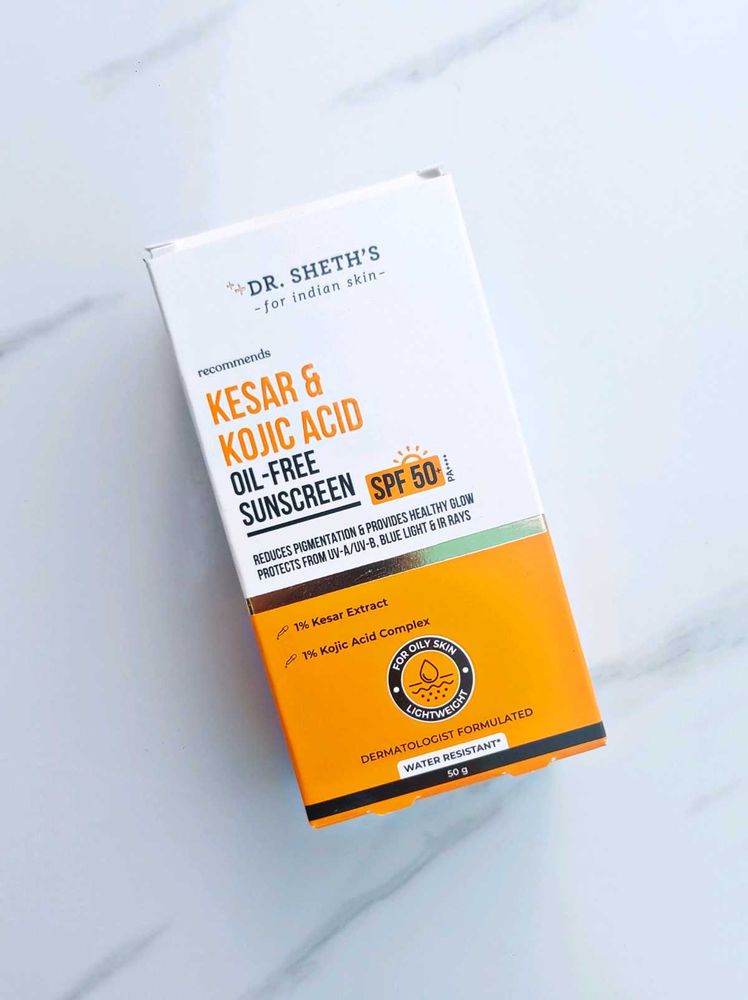 DR. SHETH'S
-for indian skin-
recommends
KESAR &
KOJIC ACID
OIL-FREE
SUNSCREEN
SPF 50+
PA++++
REDUCES PIGMENTATION & PROVIDES HEALTHY GLOW
PROTECTS FROM UV-A/UV-B, BLUE LIGHT & IR RAYS
1% Kesar Extract
1% Kojic Acid Complex
FOR OILY SKIN
LIGHTWEIGHT
DERMATOLOGIST FORMULATED
WATER RESISTANT*
50 g